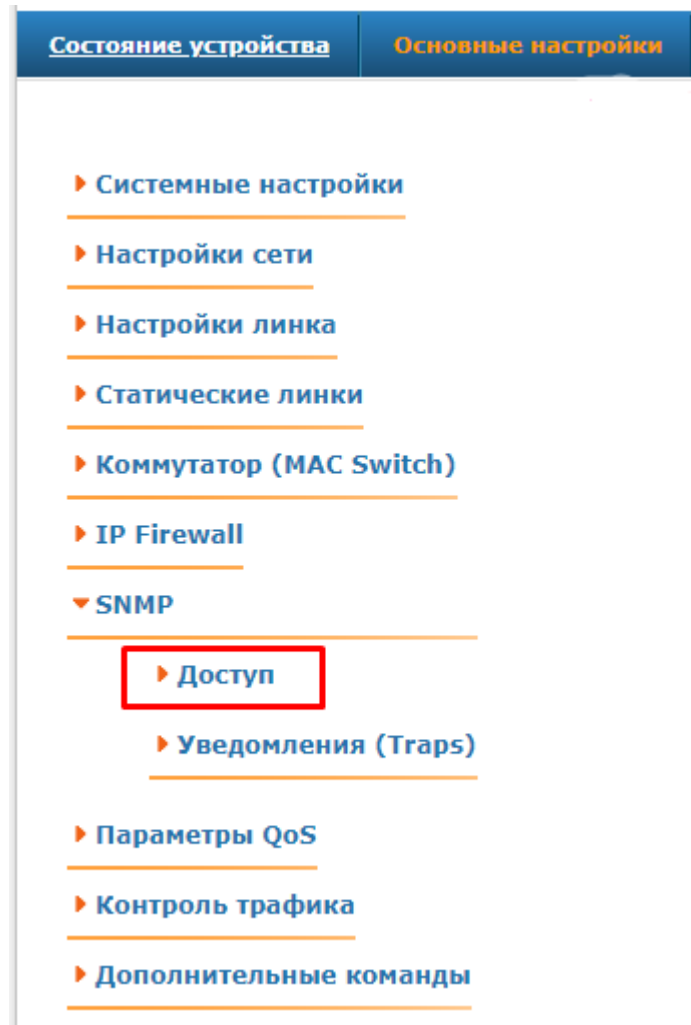 Состояние устройства Основные настройки
Системные настройки
Настройки сети
Настройки линка
Статические линки
Коммутатор (MAC Switch)
IP Firewall
SNMP
Доступ
Уведомления (Traps)
Параметры QoS
Контроль трафика
Дополнительные команды